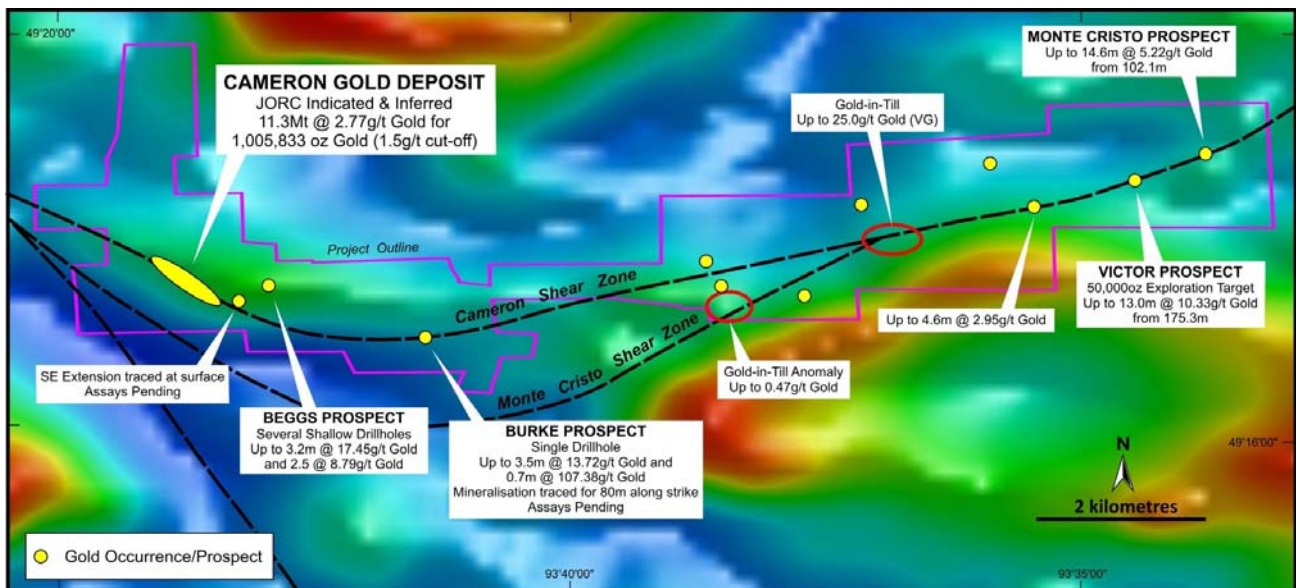 49°20'00"
CAMERON GOLD DEPOSIT
JORC Indicated & Inferred
11.3Mt @ 2.77g/t Gold for
1,005,833 oz Gold (1.5g/t cut-off)
MONTE CRISTO PROSPECT
Up to 14.6m @ 5.22g/t Gold
from 102.1m
Gold-in-Till
Up to 25.0g/t Gold (VG)
Project Outline
Cameron Shear Zone
Monte Cristo Shear Zone
VICTOR PROSPECT
50,000oz Exploration Target
Up to 13.0m @ 10.33g/t Gold
from 175.3m
Up to 4.6m @ 2.95g/t Gold
SE Extension traced at surface
Assays Pending
Gold-in-Till Anomaly
Up to 0.47g/t Gold
BEGGS PROSPECT
Several Shallow Drillholes
Up to 3.2m @ 17.45g/t Gold
and 2.5 @ 8.79g/t Gold
BURKE PROSPECT
Single Drillhole
Up to 3.5m @ 13.72g/t Gold and
0.7m @ 107.38g/t Gold
Mineralisation traced for 80m along strike
Assays Pending
49°16'00"
N
2 kilometres
Gold Occurrence/Prospect
93°40'00"
93°35'00"